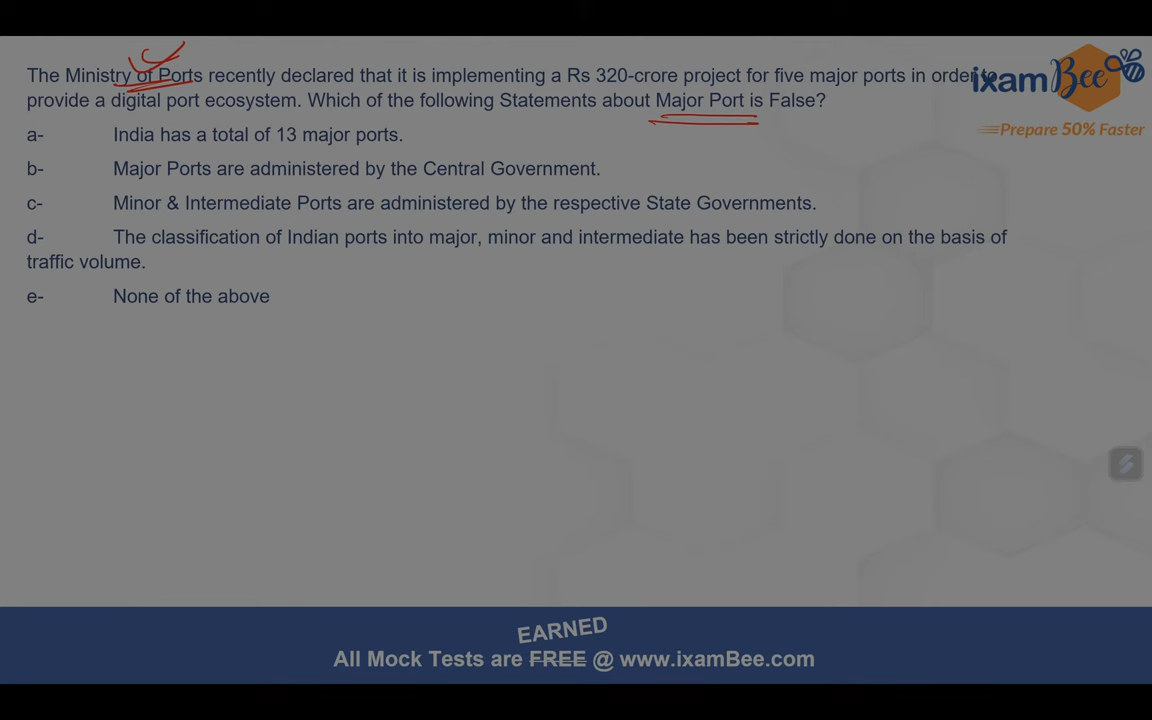 The Ministry of Ports recently declared that it is implementing a Rs 320-crore project for five major ports in order to
provide a digital port ecosystem. Which of the following Statements about Major Port is False?
a- India has a total of 13 major ports.
b- Major Ports are administered by the Central Government.
c- Minor & Intermediate Ports are administered by the respective State Governments.
d- The classification of Indian ports into major, minor and intermediate has been strictly done on the basis of
traffic volume.
e- None of the above
ixamBee
Prepare 50% Faster
EARNED
All Mock Tests are FREE @ www.ixamBee.com